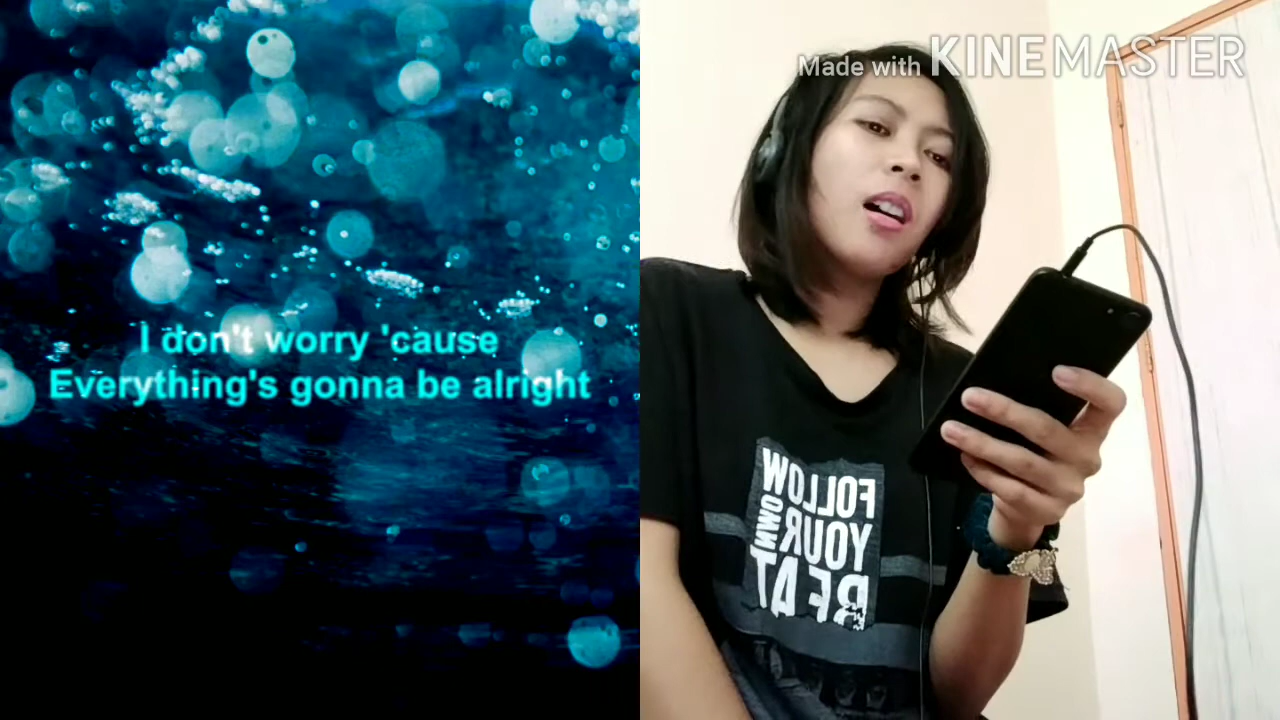 I don't worry 'cause
Everything's gonna be alright
Made with KINEMASTER
FOLLOW
YOUR OWN
BEAT